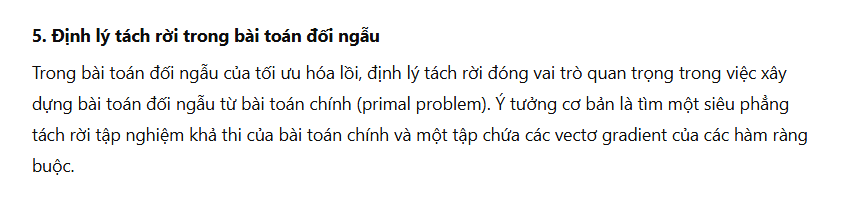 5. Định lý tách rời trong bài toán đối ngẫu
Trong bài toán đối ngẫu của tối ưu hóa lồi, định lý tách rời đóng vai trò quan trọng trong việc xây
dựng bài toán đối ngẫu từ bài toán chính (primal problem). Ý tưởng cơ bản là tìm một siêu phẳng
tách rời tập nghiệm khả thi của bài toán chính và một tập chứa các vectơ gradient của các hàm ràng
buộc.